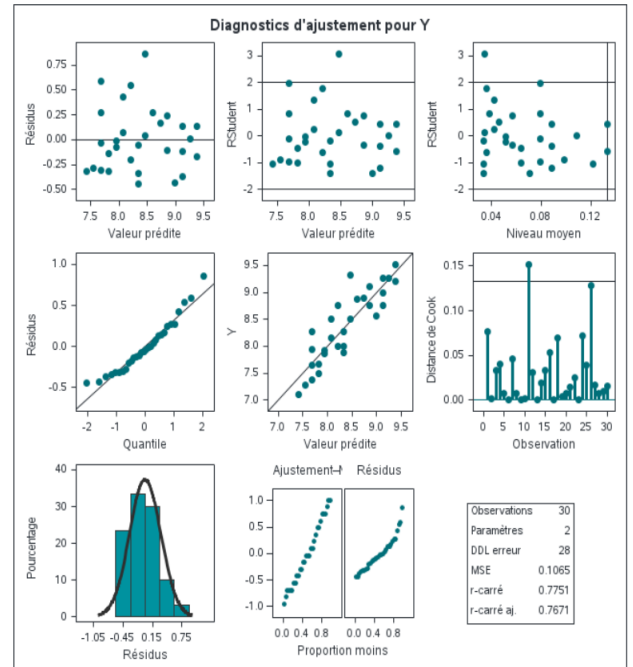 Diagnostics d'ajustement pour Y
Résidus
0.75
0.50
0.25
0.00
-0.25
-0.50
7.5 8.0 8.5 9.0 9.5
Valeur prédite
RStudent
3
2
1
0
-1
-2
7.5 8.0 8.5 9.0 9.5
Valeur prédite
RStudent
3
2
1
0
-1
-2
0.04 0.08 0.12
Niveau moyen
Résidus
1.0
0.5
0.0
-0.5
-2 -1 0 1 2
Quantile
Y
9.5
9.0
8.5
8.0
7.5
7.0
7.0 7.5 8.0 8.5 9.0 9.5
Valeur prédite
Distance de Cook
0.15
0.10
0.05
0.00
0 5 10 15 20 25 30
Observation
Pourcentage
40
30
20
10
0
-1.05 -0.45 0.15 0.75
Résidus
Ajustement– Résidus
1.0
0.5
0.0
-0.5
-1.0
0.0 0.4 0.8 0.0 0.4 0.8
Proportion moins
Observations 30
Paramètres 2
DDL erreur 28
MSE 0.1065
r-carré 0.7751
r-carré aj. 0.7671